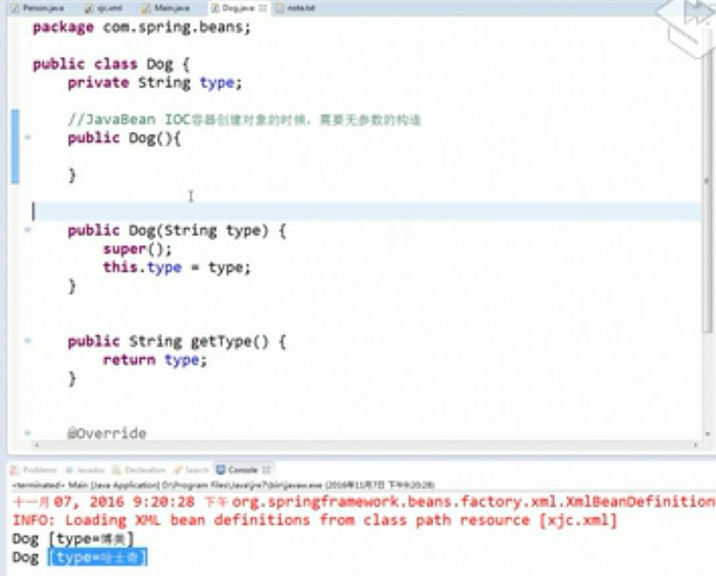 Person.java xjc.xml Main.java Dog.java note.txt
package com.spring.beans;
public class Dog {
private String type;
//JavaBean IOC容器创建对象的时候，需要无参数的构造
public Dog(){
}
public Dog(String type) {
super();
this.type = type;
}
public String getType() {
return type;
}
@Override
Problems Javadoc Declaration Search Console
<terminated> Main [Java Application] D:\Program Files\Java\jre7\bin\javaw.exe (2016年11月7日 下午9:20:28)
十一月 07, 2016 9:20:28 下午 org.springframework.beans.factory.xml.XmlBeanDefinition
INFO: Loading XML bean definitions from class path resource [xjc.xml]
Dog [type=博美]
Dog [type=哈士奇]